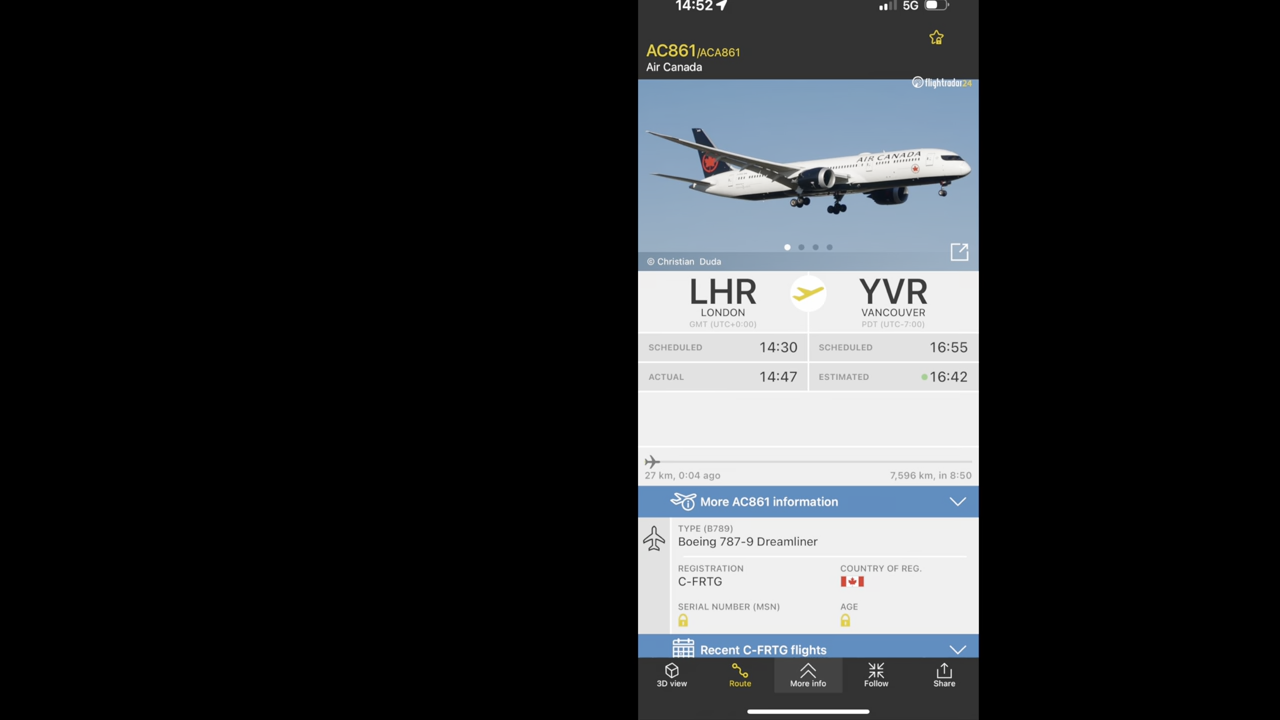 14:52 5G
AC861/ACA861
Air Canada
flightradar24
AIR CANADA
© Christian Duda
LHR YVR
LONDON VANCOUVER
GMT (UTC+0:00) PDT (UTC-7:00)
SCHEDULED 14:30 SCHEDULED 16:55
ACTUAL 14:47 ESTIMATED 16:42
27 km, 0:04 ago 7,596 km, in 8:50
More AC861 information
TYPE (B789)
Boeing 787-9 Dreamliner
REGISTRATION COUNTRY OF REG.
C-FRTG
SERIAL NUMBER (MSN) AGE
Recent C-FRTG flights
3D view Route More info Follow Share